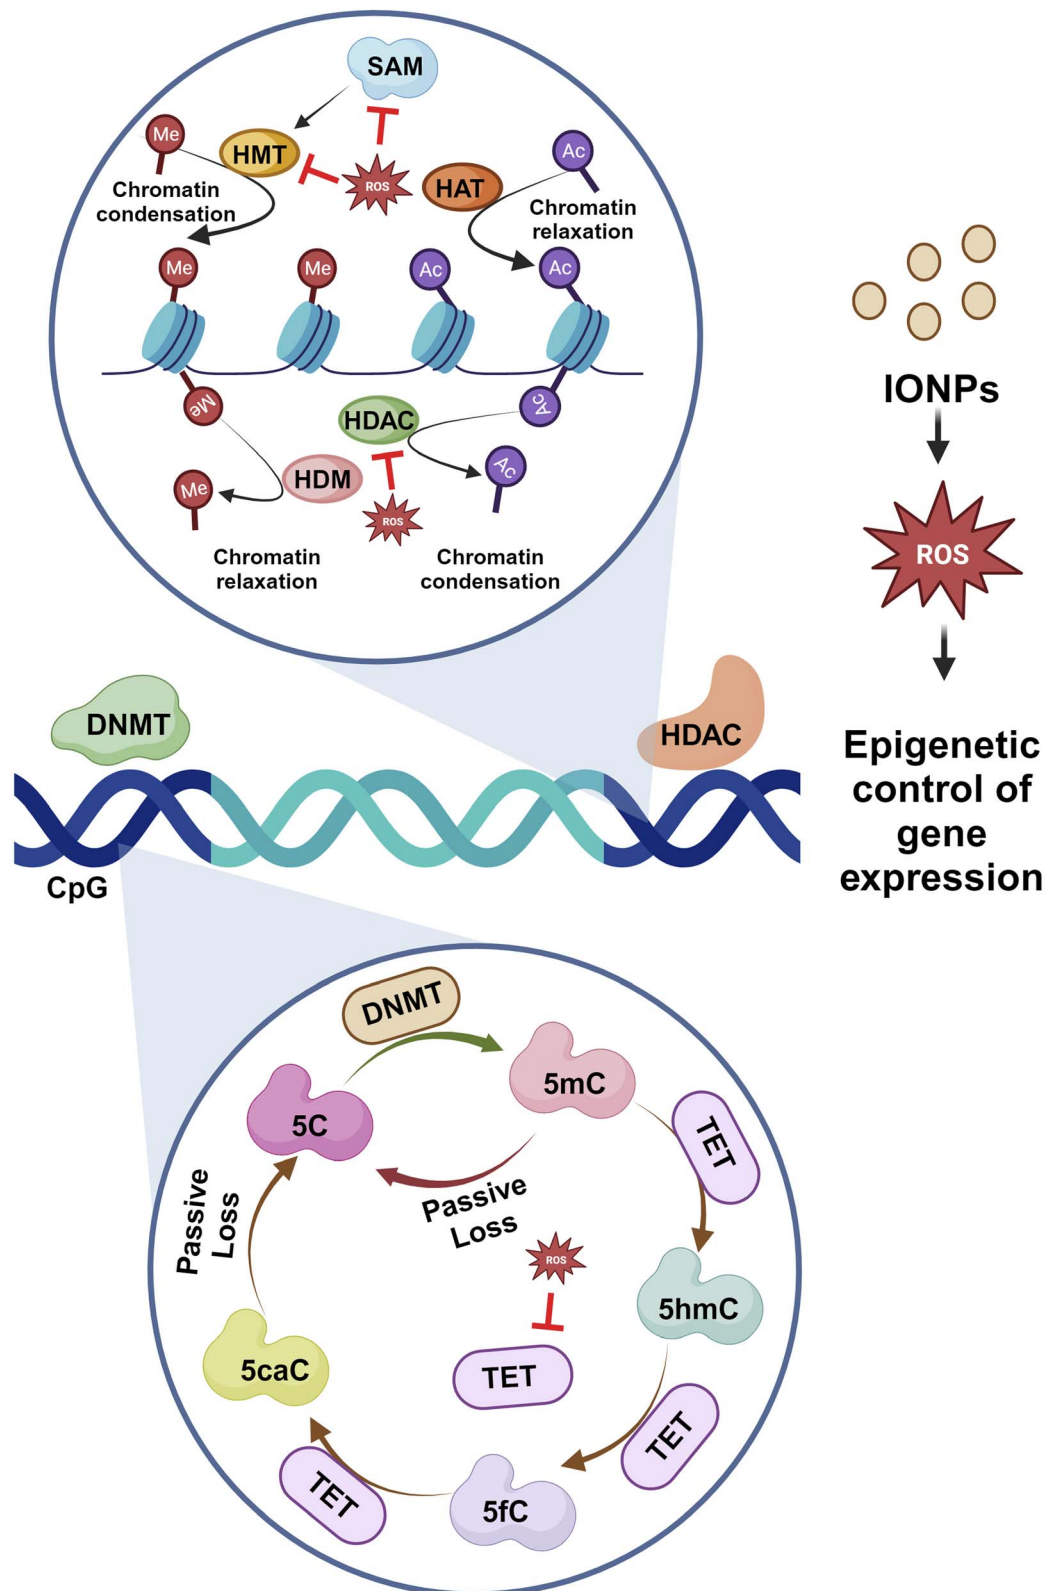 SAM
Me
HMT
ROS
HAT
Ac
Chromatin
condensation
Chromatin
relaxation
Me
Me
Ac
Ac
Me
HDAC
Ac
Me
HDM
ROS
Ac
Chromatin
relaxation
Chromatin
condensation
IONPs
ROS
Epigenetic
control of
gene
expression
DNMT
HDAC
CpG
DNMT
5C
5mC
TET
Passive
Loss
Passive
Loss
ROS
5hmC
TET
5caC
TET
TET
5fC